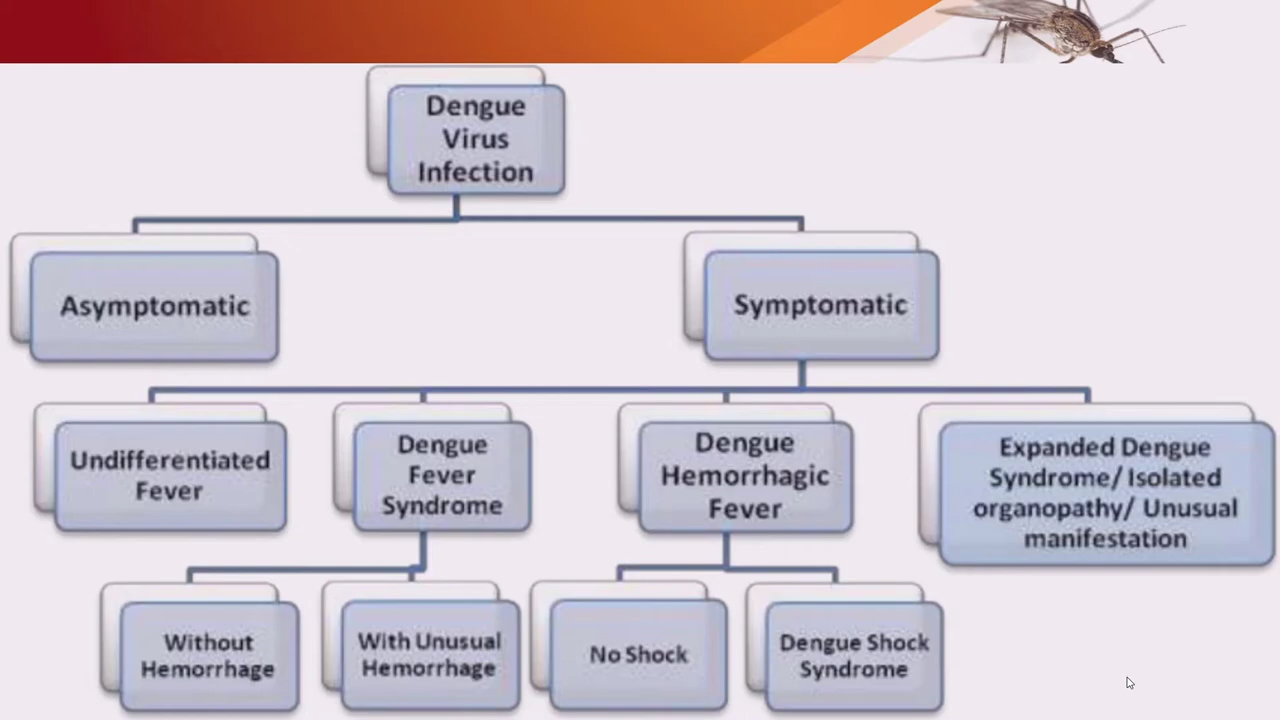 Dengue
Virus
Infection
Asymptomatic
Symptomatic
Undifferentiated
Fever
Dengue
Fever
Syndrome
Dengue
Hemorrhagic
Fever
Expanded Dengue
Syndrome/ Isolated
organopathy/ Unusual
manifestation
Without
Hemorrhage
With Unusual
Hemorrhage
No Shock
Dengue Shock
Syndrome